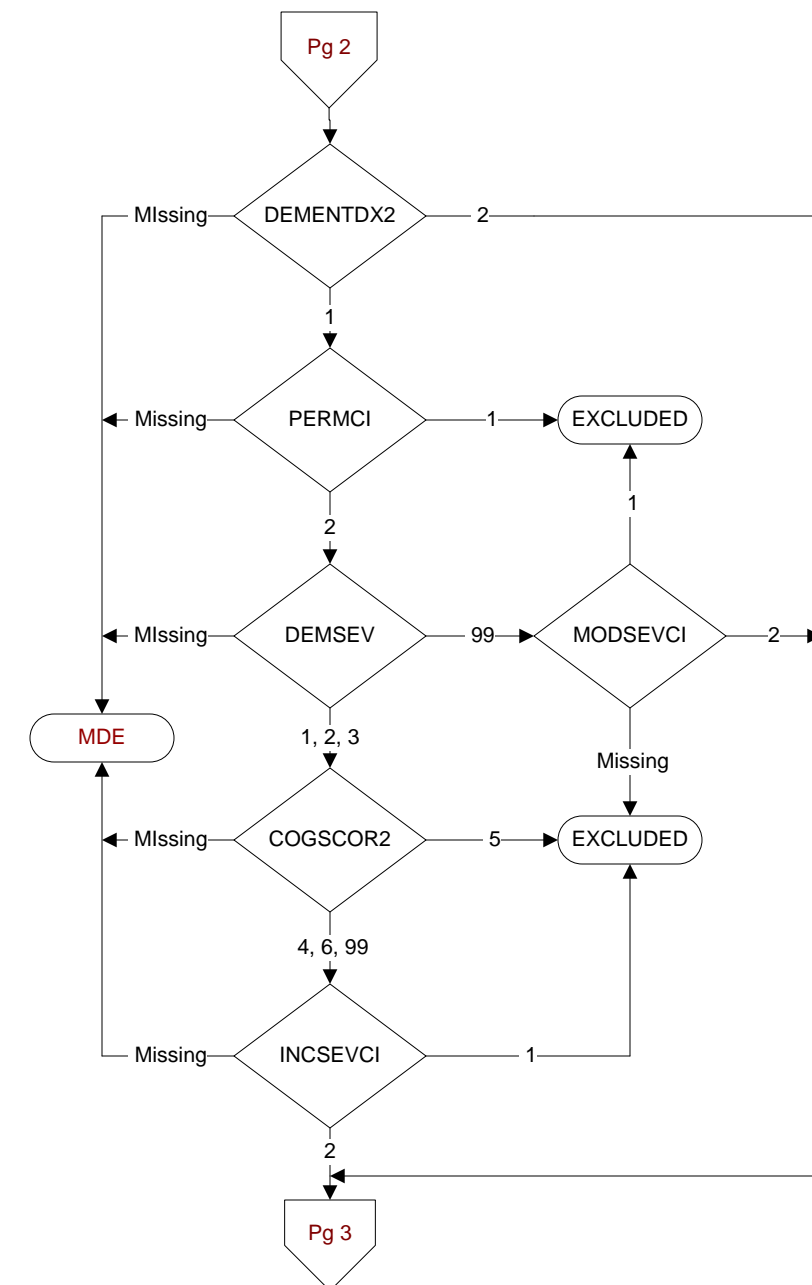 Pg 2
MIssing
DEMENTDX2
2
1
Missing
PERMCI
1
EXCLUDED
2
1
MIssing
DEMSEV
99
MODSEVCI
2
MDE
1, 2, 3
Missing
MIssing
COGSCOR2
5
EXCLUDED
4, 6, 99
Missing
INCSEVCI
1
2
Pg 3